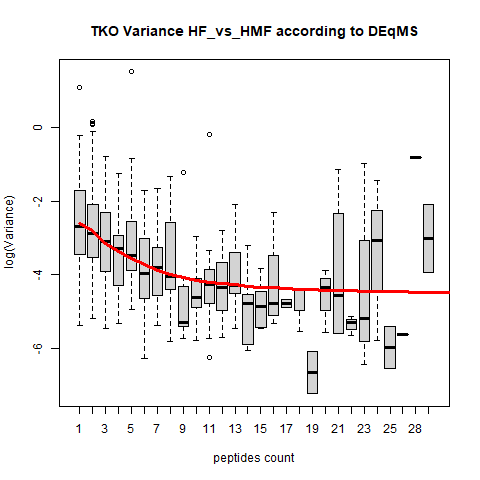 TKO Variance HF_vs_HMF according to DEqMS
log(Variance)
0
-2
-4
-6
1 3 5 7 9 11 13 15 17 19 21 23 25 28
peptides count